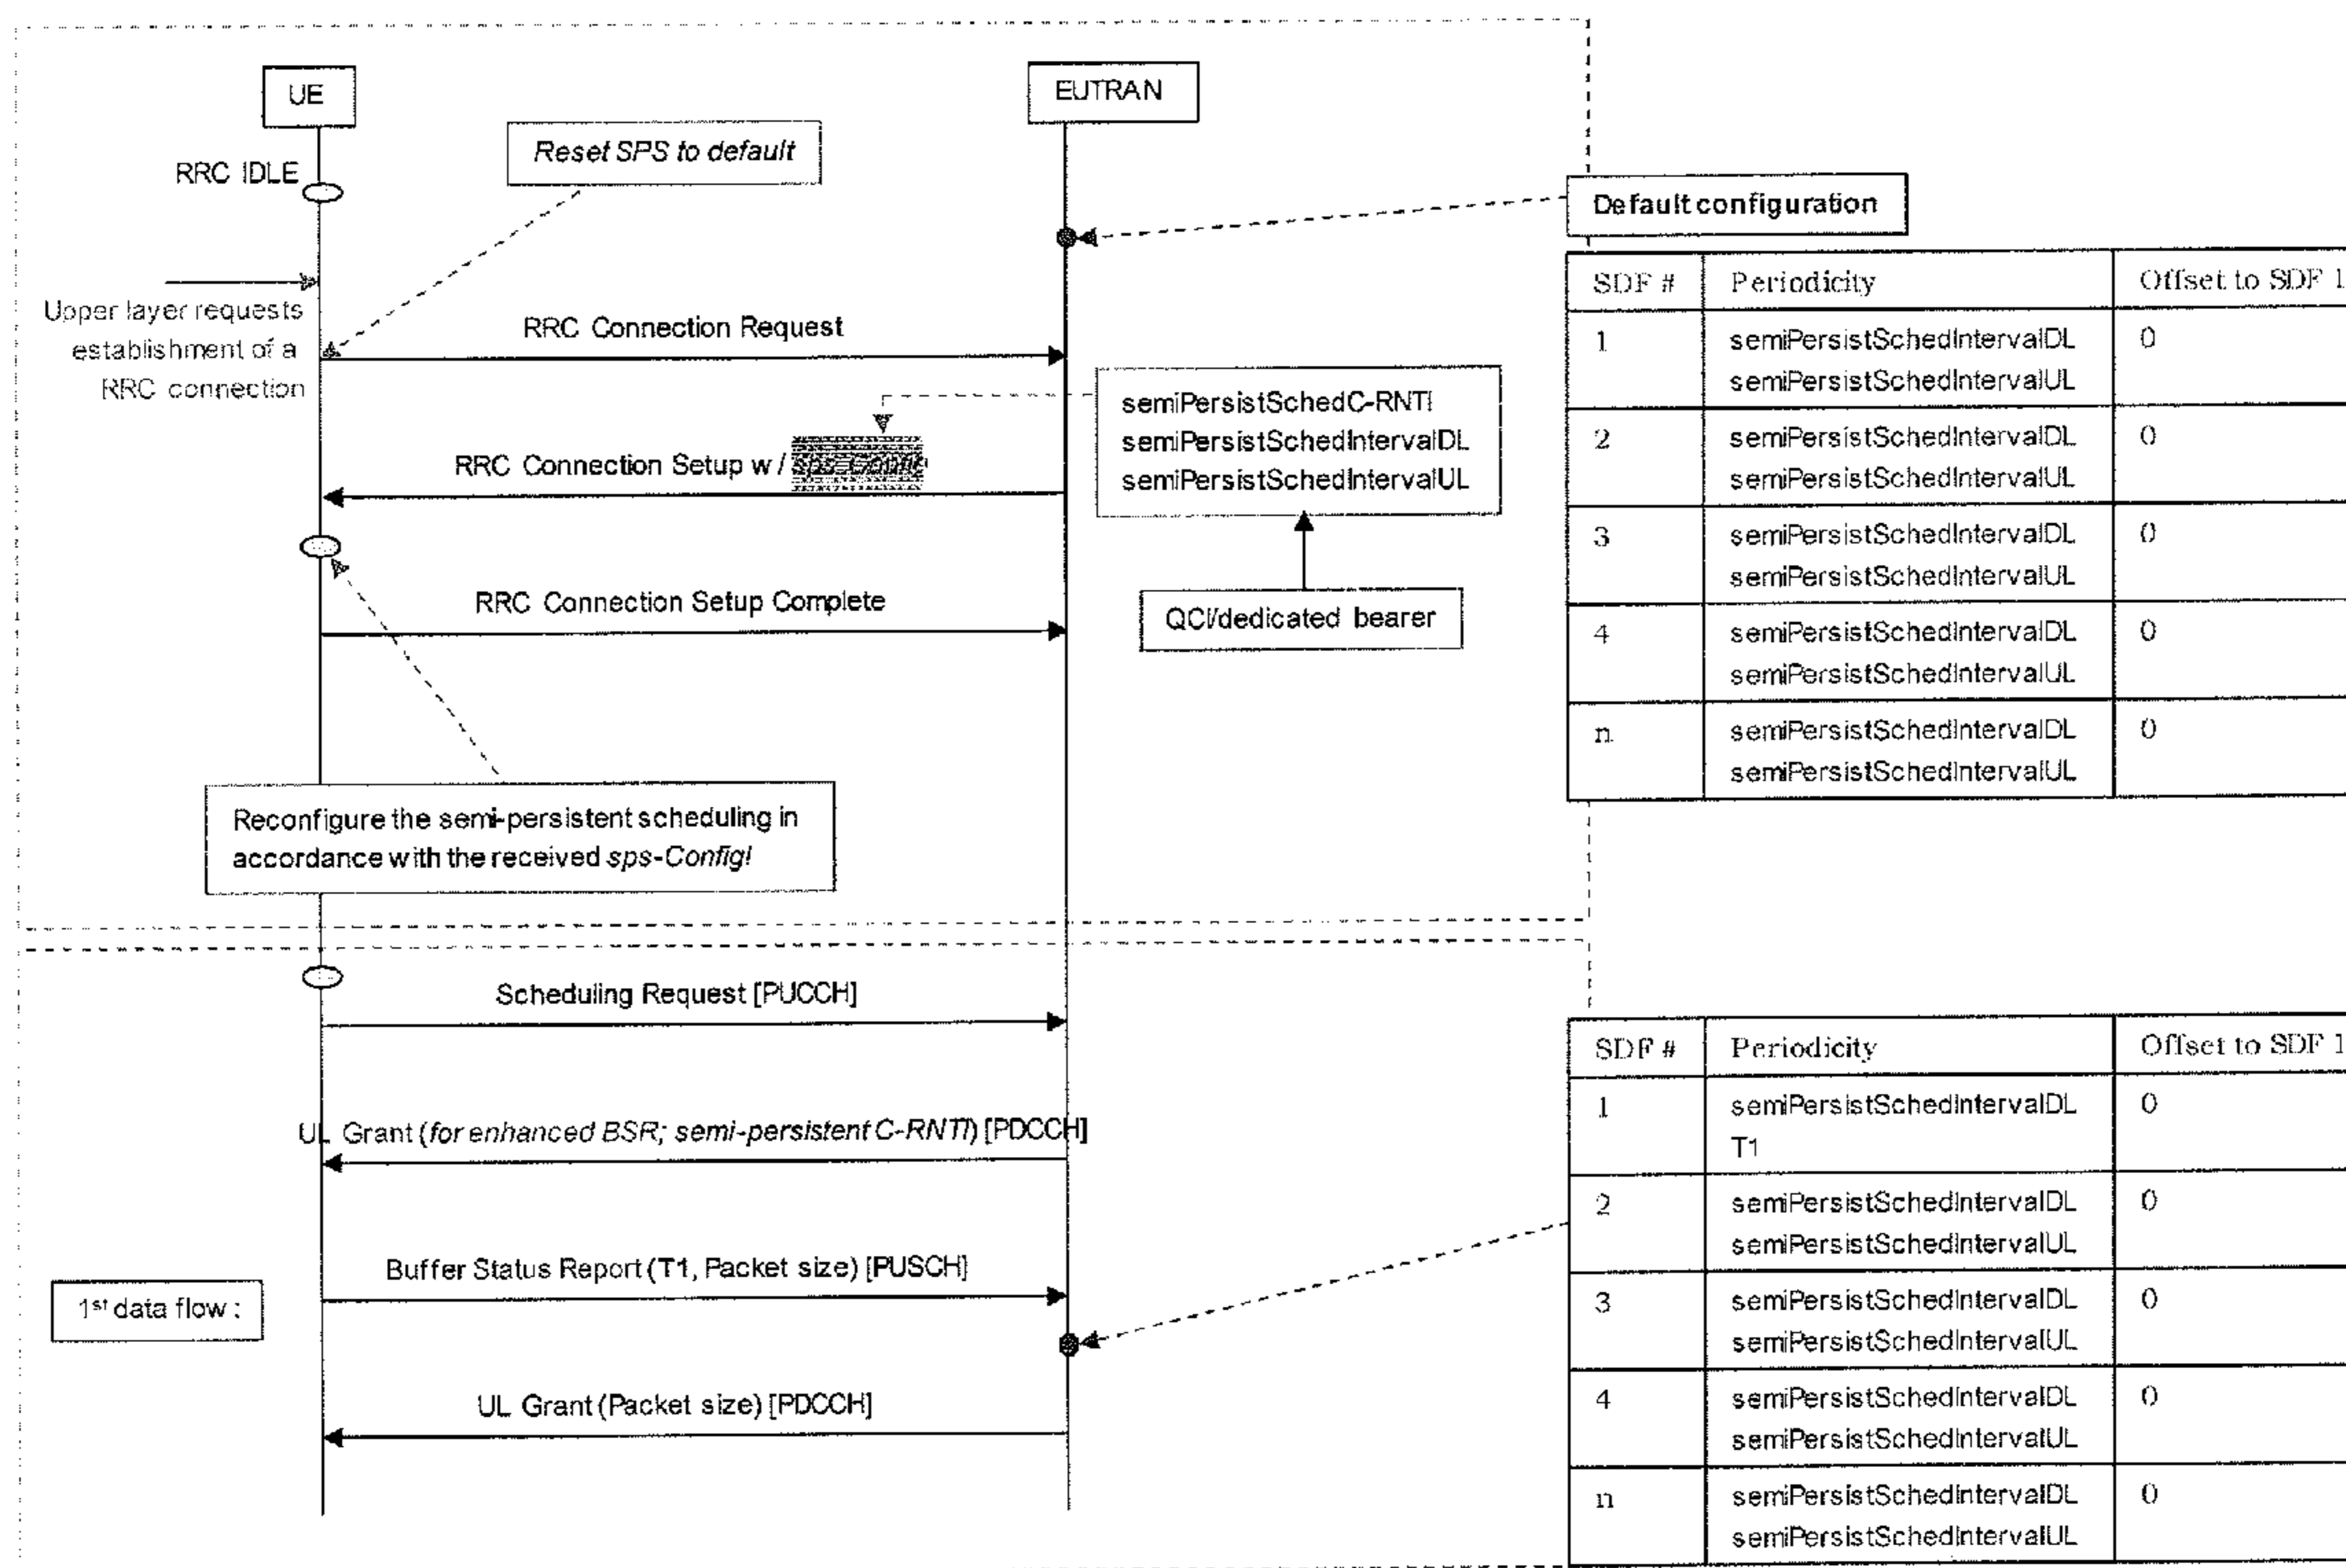 UE
EUTRAN
Reset SPS to default
RRC IDLE
Default configuration
Upper layer requests
establishment of a
RRC connection
RRC Connection Request
semiPersistSchedC-RNTI
semiPersistSchedIntervalDL
semiPersistSchedIntervalUL
RRC Connection Setup w/ sps-Config
QCI/dedicated bearer
RRC Connection Setup Complete
Reconfigure the semi-persistent scheduling in
accordance with the received sps-Config!
SDF # Periodicity Offset to SDF 1
1 semiPersistSchedIntervalDL 0
semiPersistSchedIntervalUL
2 semiPersistSchedIntervalDL 0
semiPersistSchedIntervalUL
3 semiPersistSchedIntervalDL 0
semiPersistSchedIntervalUL
4 semiPersistSchedIntervalDL 0
semiPersistSchedIntervalUL
n semiPersistSchedIntervalDL 0
semiPersistSchedIntervalUL
Scheduling Request [PUCCH]
UL Grant (for enhanced BSR; semi-persistent C-RNTI) [PDCCH]
Buffer Status Report (T1, Packet size) [PUSCH]
1st data flow :
UL Grant (Packet size) [PDCCH]
SDF # Periodicity Offset to SDF 1
1 semiPersistSchedIntervalDL 0
T1
2 semiPersistSchedIntervalDL 0
semiPersistSchedIntervalUL
3 semiPersistSchedIntervalDL 0
semiPersistSchedIntervalUL
4 semiPersistSchedIntervalDL 0
semiPersistSchedIntervalUL
n semiPersistSchedIntervalDL 0
semiPersistSchedIntervalUL